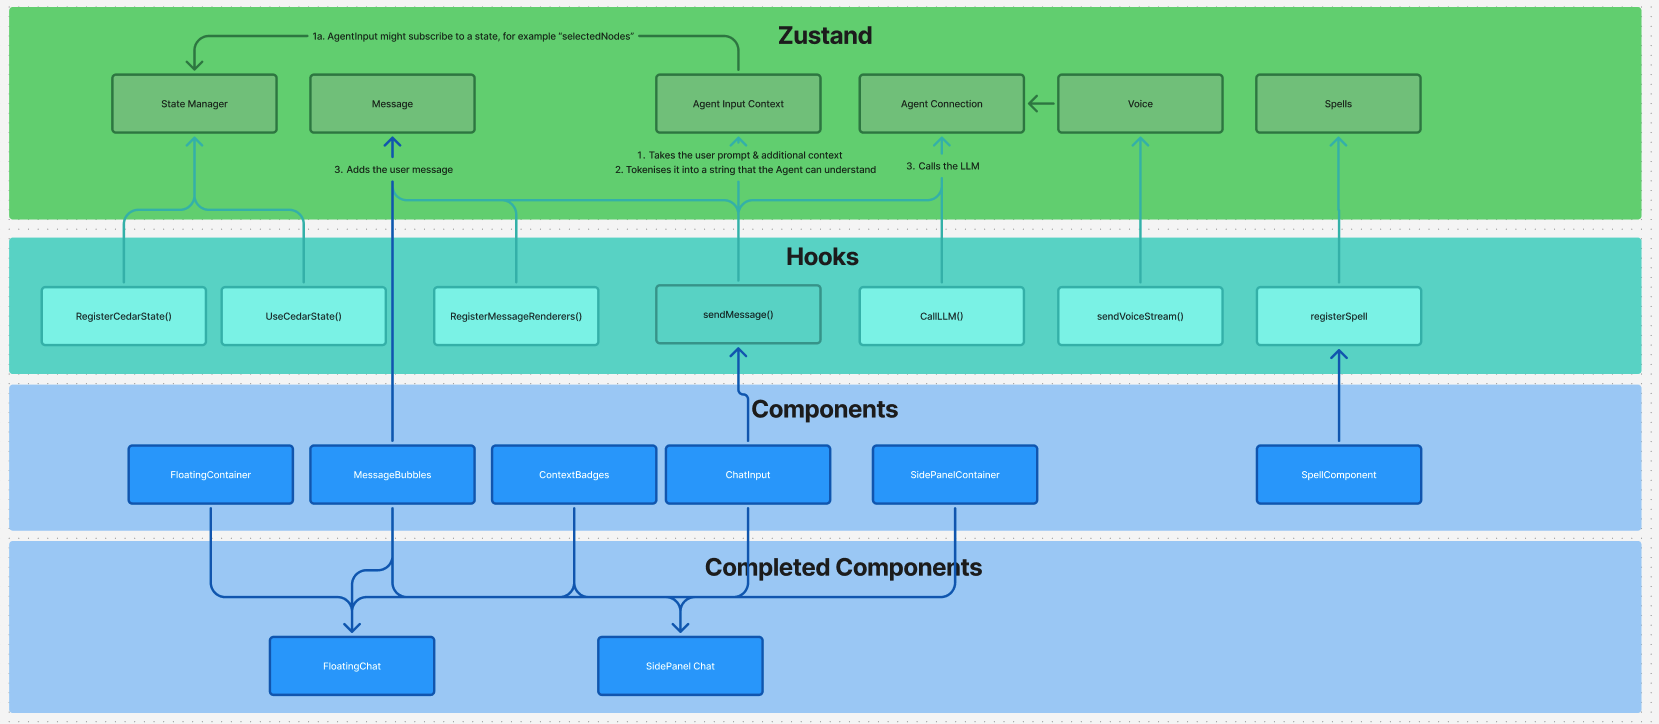 Zustand
1a. AgentInput might subscribe to a state, for example “selectedNodes”
State Manager
Message
Agent Input Context
Agent Connection
Voice
Spells
3. Adds the user message
1. Takes the user prompt & additional context
2. Tokenises it into a string that the Agent can understand
3. Calls the LLM
Hooks
RegisterCedarState()
UseCedarState()
RegisterMessageRenderers()
sendMessage()
CallLLM()
sendVoiceStream()
registerSpell
Components
FloatingContainer
MessageBubbles
ContextBadges
ChatInput
SidePanelContainer
SpellComponent
Completed Components
FloatingChat
SidePanel Chat